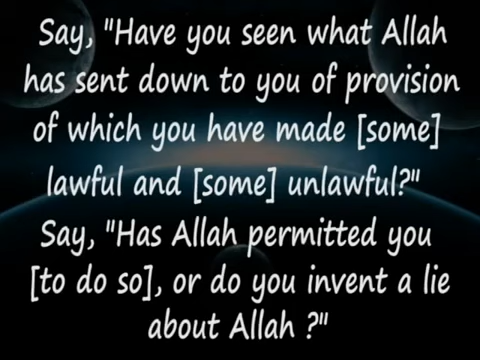 Say, "Have you seen what Allah
has sent down to you of provision
of which you have made [some]
lawful and [some] unlawful?"
Say, "Has Allah permitted you
[to do so], or do you invent a lie
about Allah ?"